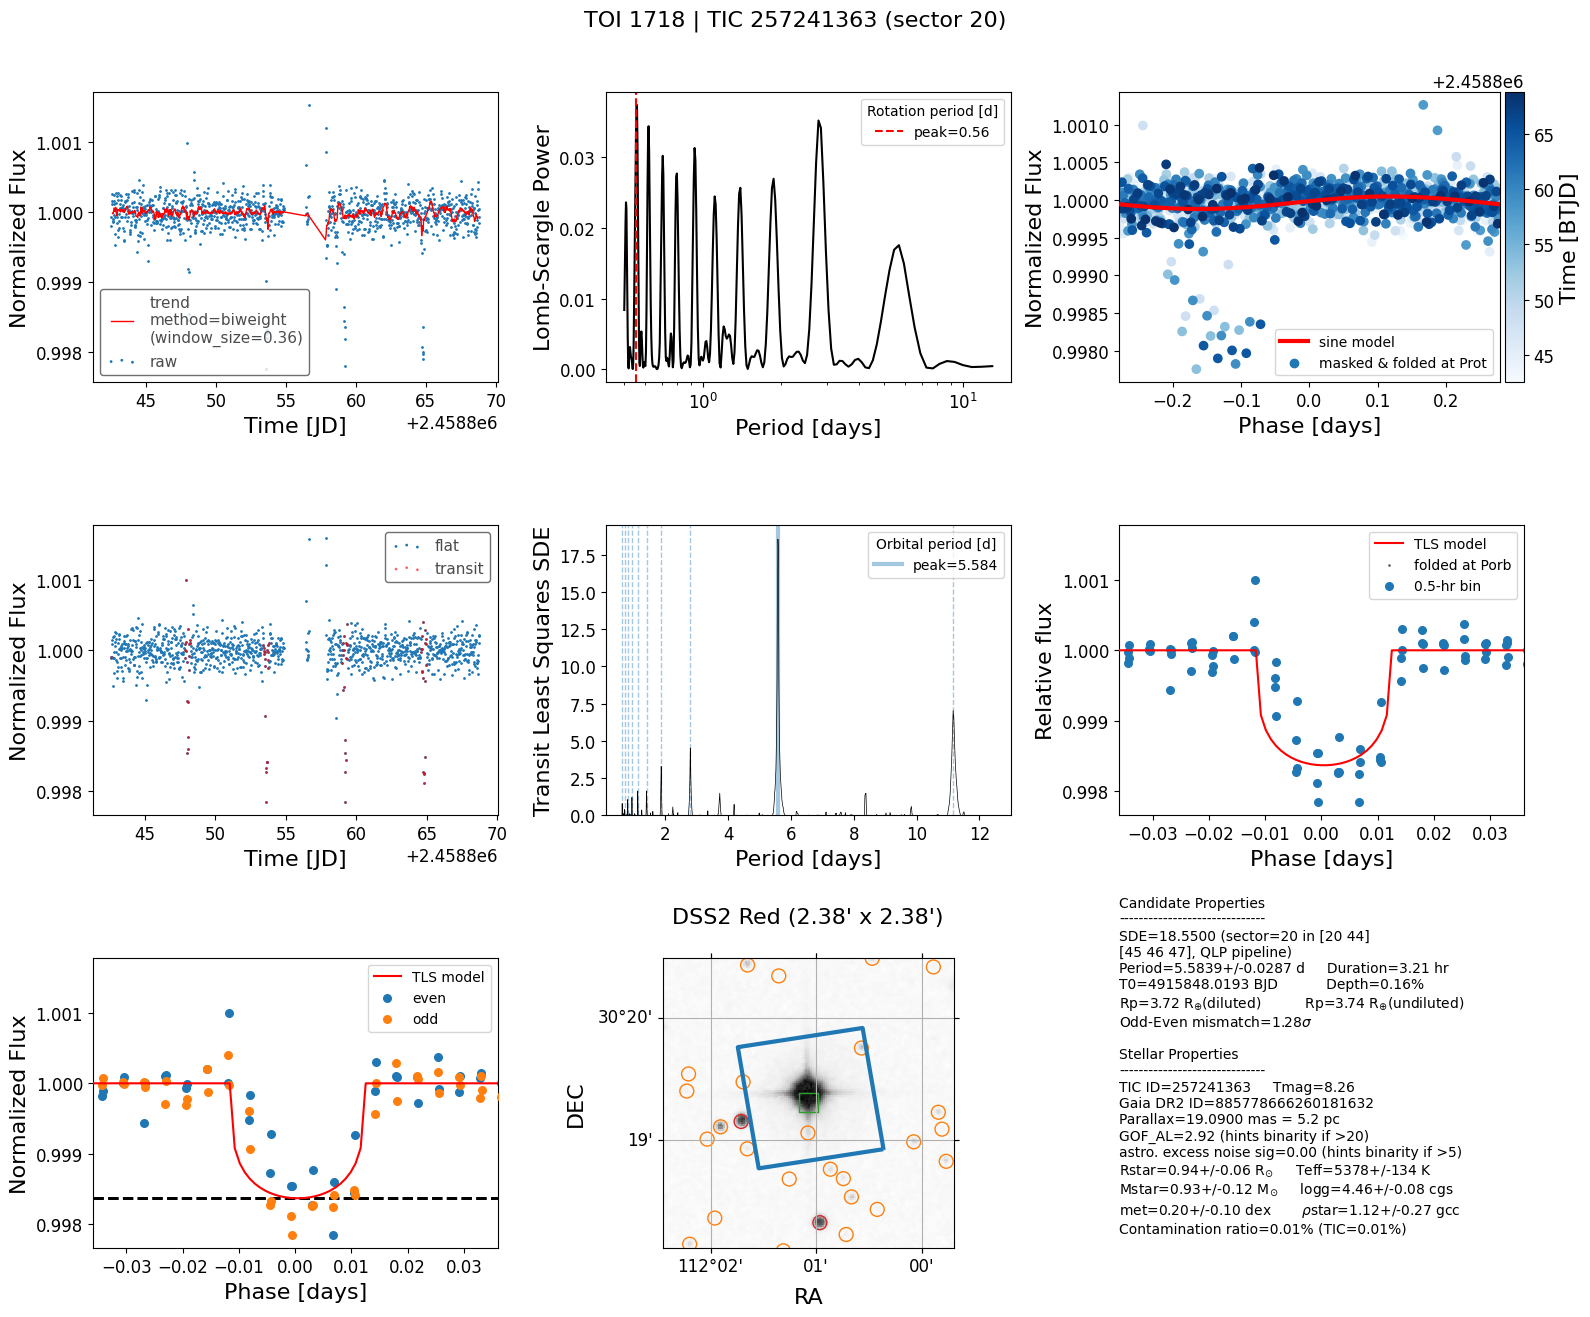 TOI 1718 | TIC 257241363 (sector 20)
Normalized Flux
1.001
1.000
0.999
0.998
trend
method=biweight
(window_size=0.36)
raw
45 50 55 60 65 70
Time [JD]
+2.4588e6
Lomb-Scargle Power
0.03
0.02
0.01
0.00
Rotation period [d]
peak=0.56
10^0 10^1
Period [days]
Normalized Flux
1.0010
1.0005
1.0000
0.9995
0.9990
0.9985
0.9980
sine model
masked & folded at Prot
−0.2 −0.1 0.0 0.1 0.2
Phase [days]
+2.4588e6
65
60
55
50
45
Time [BTJD]
Normalized Flux
1.001
1.000
0.999
0.998
flat
transit
45 50 55 60 65 70
Time [JD]
+2.4588e6
Transit Least Squares SDE
17.5
15.0
12.5
10.0
7.5
5.0
2.5
0.0
Orbital period [d]
peak=5.584
2 4 6 8 10 12
Period [days]
Relative flux
1.001
1.000
0.999
0.998
TLS model
folded at Porb
0.5-hr bin
−0.03 −0.02 −0.01 0.00 0.01 0.02 0.03
Phase [days]
Normalized Flux
1.001
1.000
0.999
0.998
TLS model
even
odd
−0.03 −0.02 −0.01 0.00 0.01 0.02 0.03
Phase [days]
DSS2 Red (2.38' x 2.38')
DEC
30°20'
19'
112°02' 01' 00'
RA
Candidate Properties
------------------------------
SDE=18.5500 (sector=20 in [20 44]
[45 46 47], QLP pipeline)
Period=5.5839+/-0.0287 d Duration=3.21 hr
T0=4915848.0193 BJD Depth=0.16%
Rp=3.72 R⊕(diluted) Rp=3.74 R⊕(undiluted)
Odd-Even mismatch=1.28σ
Stellar Properties
------------------------------
TIC ID=257241363 Tmag=8.26
Gaia DR2 ID=885778666260181632
Parallax=19.0900 mas = 5.2 pc
GOF_AL=2.92 (hints binarity if >20)
astro. excess noise sig=0.00 (hints binarity if >5)
Rstar=0.94+/-0.06 R⊙ Teff=5378+/-134 K
Mstar=0.93+/-0.12 M⊙ logg=4.46+/-0.08 cgs
met=0.20+/-0.10 dex ρstar=1.12+/-0.27 gcc
Contamination ratio=0.01% (TIC=0.01%)